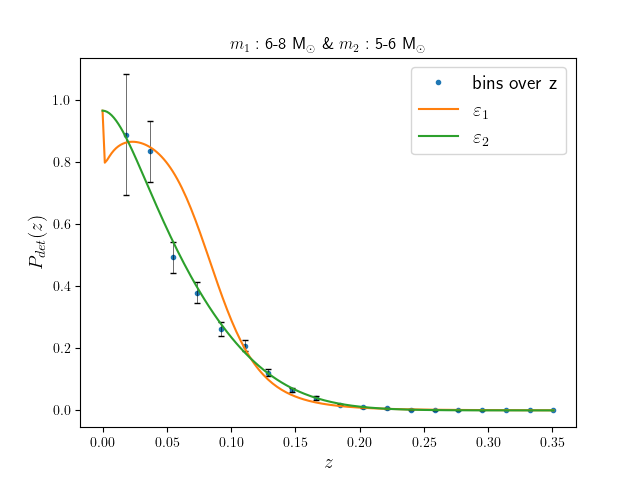 m₁ : 6-8 M⊙ & m₂ : 5-6 M⊙
bins over z
ε₁
ε₂
P_det(z)
1.0
0.8
0.6
0.4
0.2
0.0
0.00 0.05 0.10 0.15 0.20 0.25 0.30 0.35
z